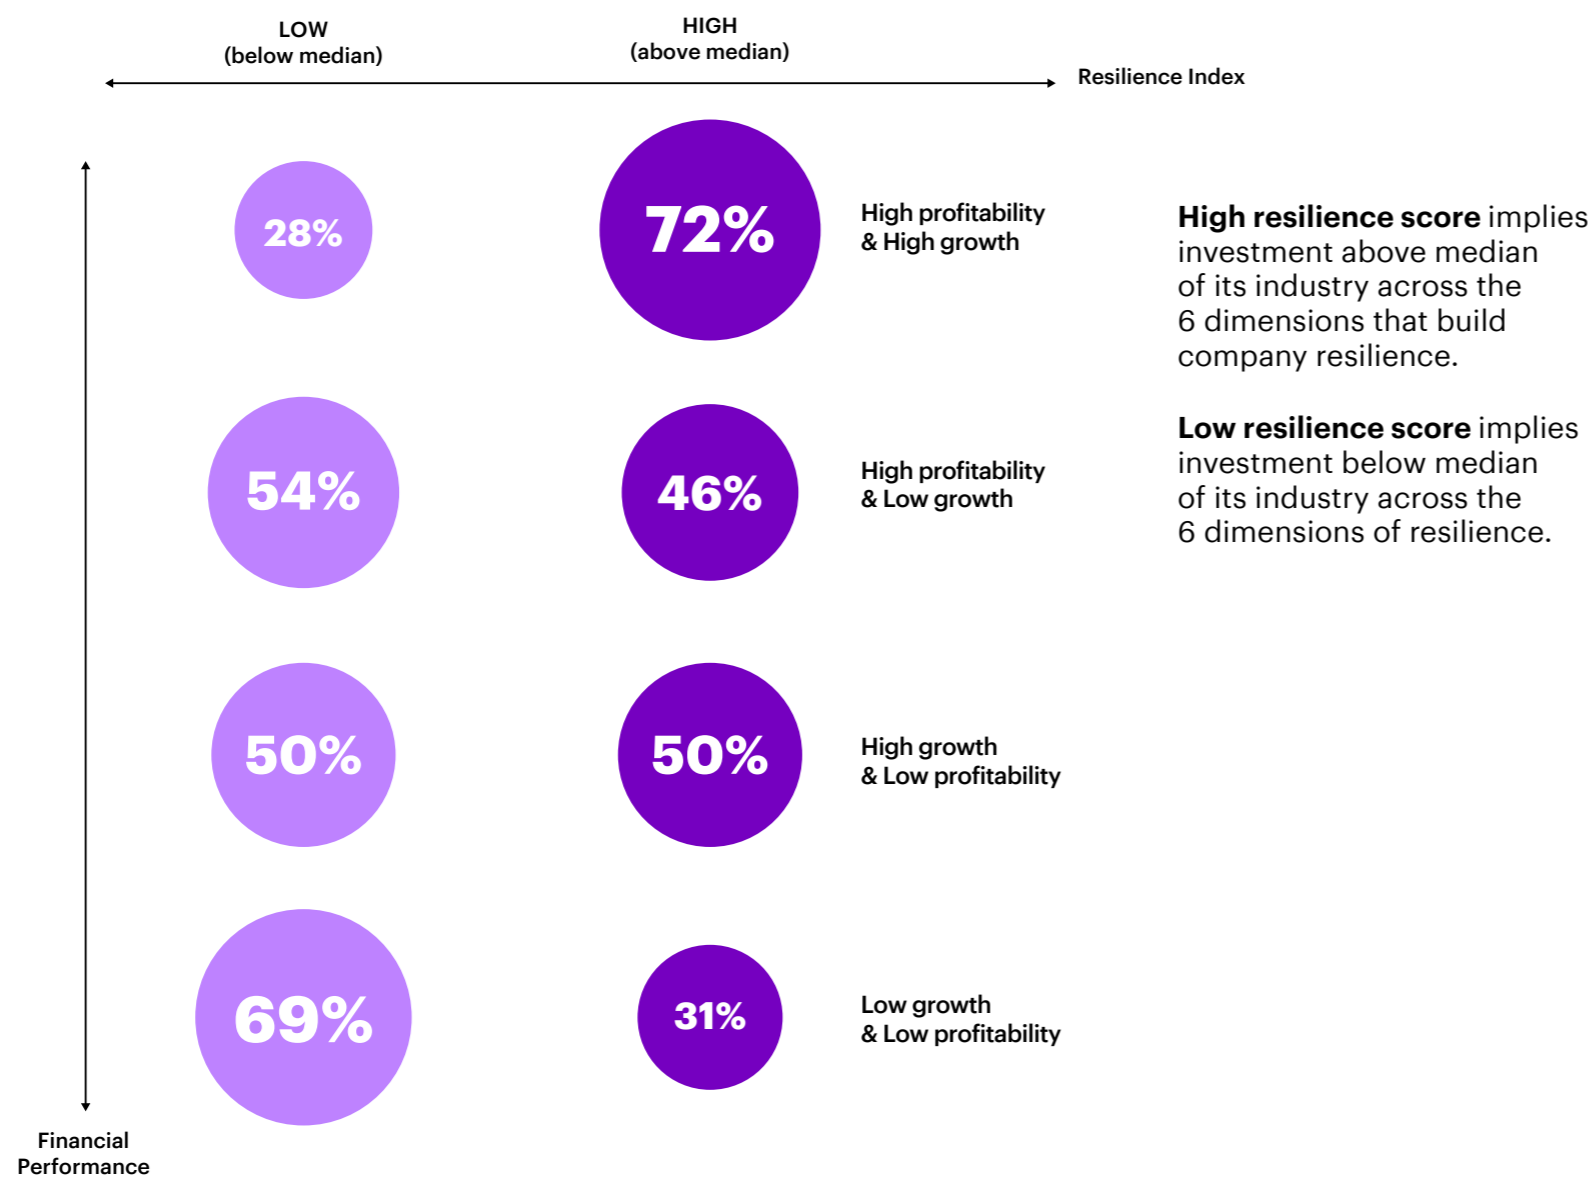 LOW
(below median)
HIGH
(above median)
Resilience Index
28%
72%
High profitability
& High growth
54%
46%
High profitability
& Low growth
50%
50%
High growth
& Low profitability
69%
31%
Low growth
& Low profitability
Financial
Performance
High resilience score implies
investment above median
of its industry across the
6 dimensions that build
company resilience.
Low resilience score implies
investment below median
of its industry across the
6 dimensions of resilience.